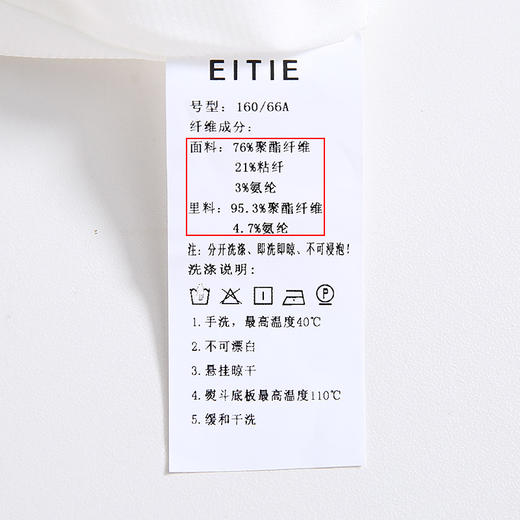 EITIE
号型: 160/66A
纤维成分:
面料: 76%聚酯纤维
21%粘纤
3%氨纶
里料: 95.3%聚酯纤维
4.7%氨纶
注: 分开洗涤、即洗即晾、不可浸泡!
洗涤说明:
P
1. 手洗, 最高温度40℃
2. 不可漂白
3. 悬挂晾干
4. 熨斗底板最高温度110℃
5. 缓和干洗